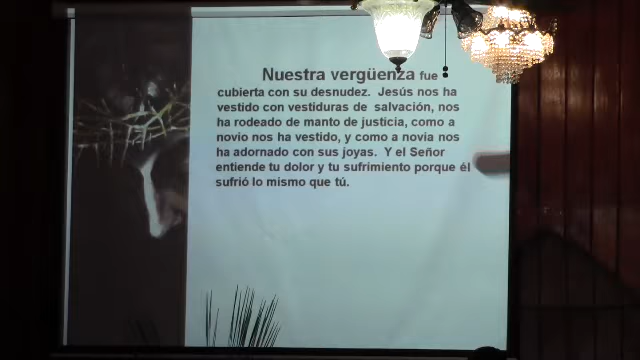 Nuestra vergüenza fue
cubierta con su desnudez. Jesús nos ha
vestido con vestiduras de salvación, nos
ha rodeado de manto de justicia, como a
novio nos ha vestido, y como a novia nos
ha adornado con sus joyas. Y el Señor
entiende tu dolor y tu sufrimiento porque él
sufrió lo mismo que tú.